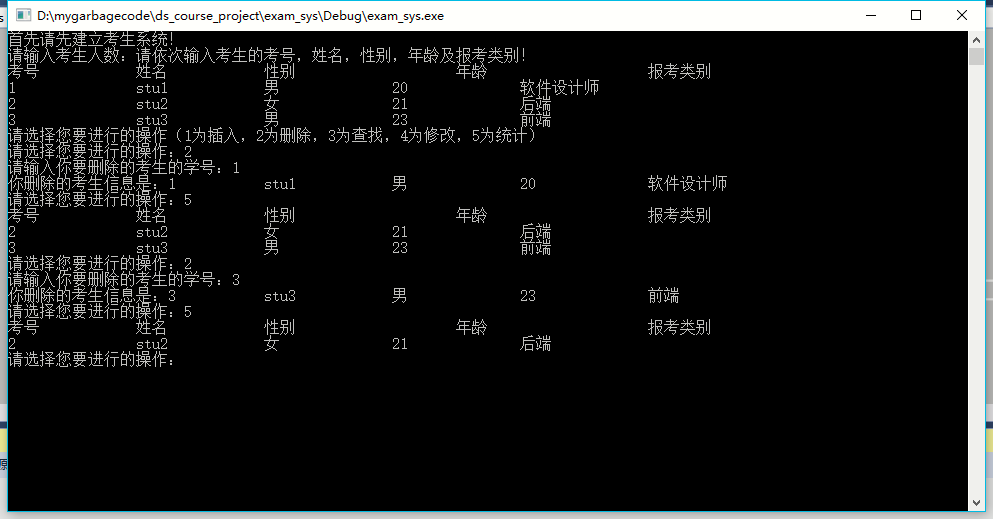 D:\mygarbagecode\ds_course_project\exam_sys\Debug\exam_sys.exe
首先请先建立考生系统!
请输入考生人数: 请依次输入考生的考号, 姓名, 性别, 年龄及报考类别!
考号 姓名 性别 年龄 报考类别
1 stu1 男 20 软件设计师
2 stu2 女 21 后端
3 stu3 男 23 前端
请选择您要进行的操作（1为插入, 2为删除, 3为查找, 4为修改, 5为统计）
请选择您要进行的操作: 2
请输入你要删除的考生的学号: 1
你删除的考生信息是: 1 stu1 男 20 软件设计师
请选择您要进行的操作: 5
考号 姓名 性别 年龄 报考类别
2 stu2 女 21 后端
3 stu3 男 23 前端
请选择您要进行的操作: 2
请输入你要删除的考生的学号: 3
你删除的考生信息是: 3 stu3 男 23 前端
请选择您要进行的操作: 5
考号 姓名 性别 年龄 报考类别
2 stu2 女 21 后端
请选择您要进行的操作: